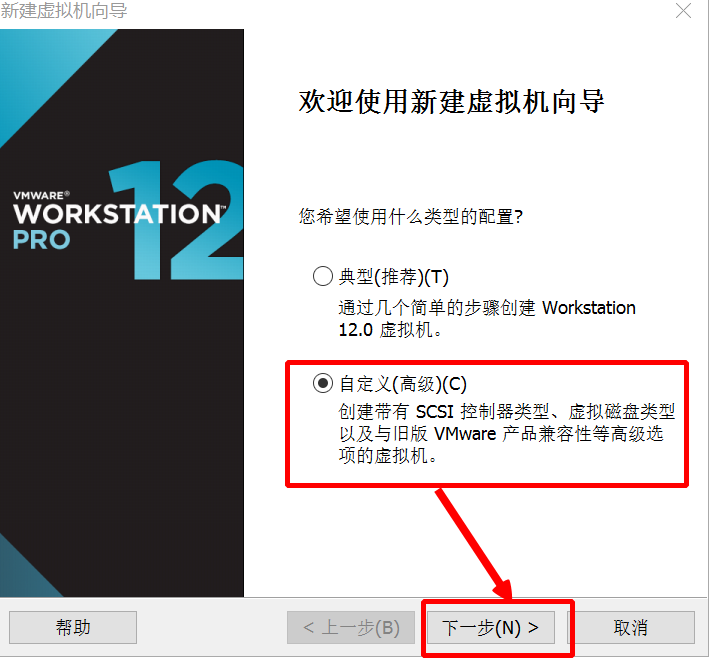 新建虚拟机向导
欢迎使用新建虚拟机向导
VMWARE®
WORKSTATION™
PRO
12
您希望使用什么类型的配置?
典型(推荐)(T)
通过几个简单的步骤创建 Workstation
12.0 虚拟机。
自定义(高级)(C)
创建带有 SCSI 控制器类型、虚拟磁盘类型
以及与旧版 VMware 产品兼容性等高级选
项的虚拟机。
帮助
< 上一步(B)
下一步(N) >
取消